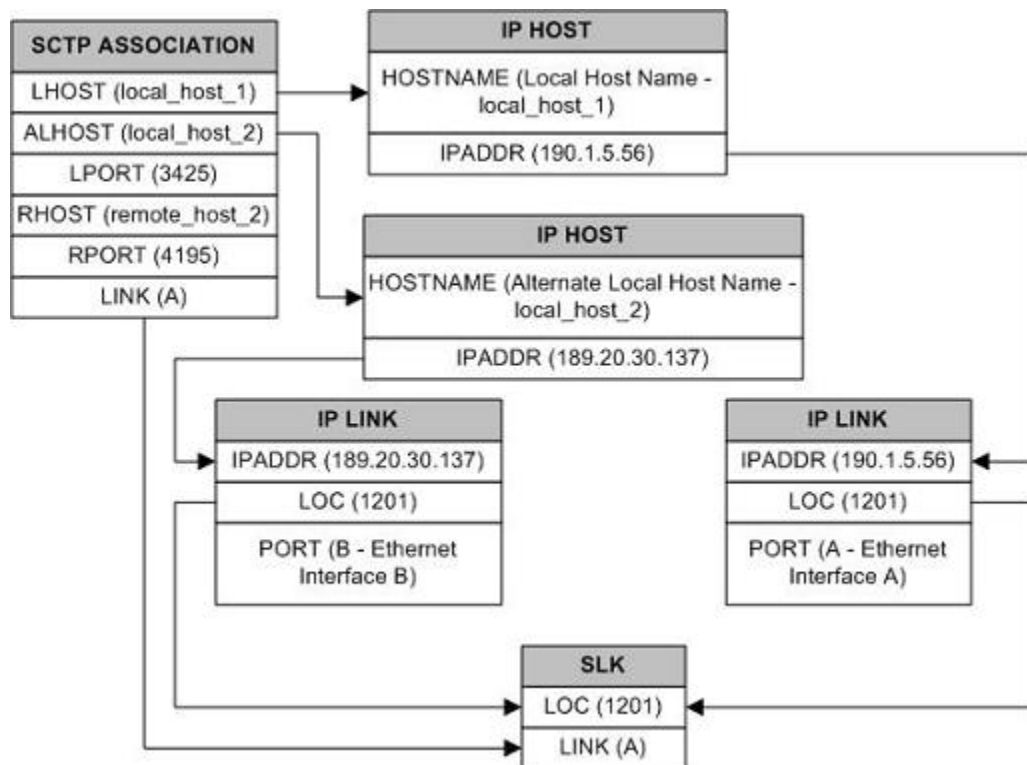 SCTP ASSOCIATION
LHOST (local_host_1)
ALHOST (local_host_2)
LPORT (3425)
RHOST (remote_host_2)
RPORT (4195)
LINK (A)
IP HOST
HOSTNAME (Local Host Name -
local_host_1)
IPADDR (190.1.5.56)
IP HOST
HOSTNAME (Alternate Local Host Name -
local_host_2)
IPADDR (189.20.30.137)
IP LINK
IPADDR (189.20.30.137)
LOC (1201)
PORT (B - Ethernet
Interface B)
IP LINK
IPADDR (190.1.5.56)
LOC (1201)
PORT (A - Ethernet
Interface A)
SLK
LOC (1201)
LINK (A)